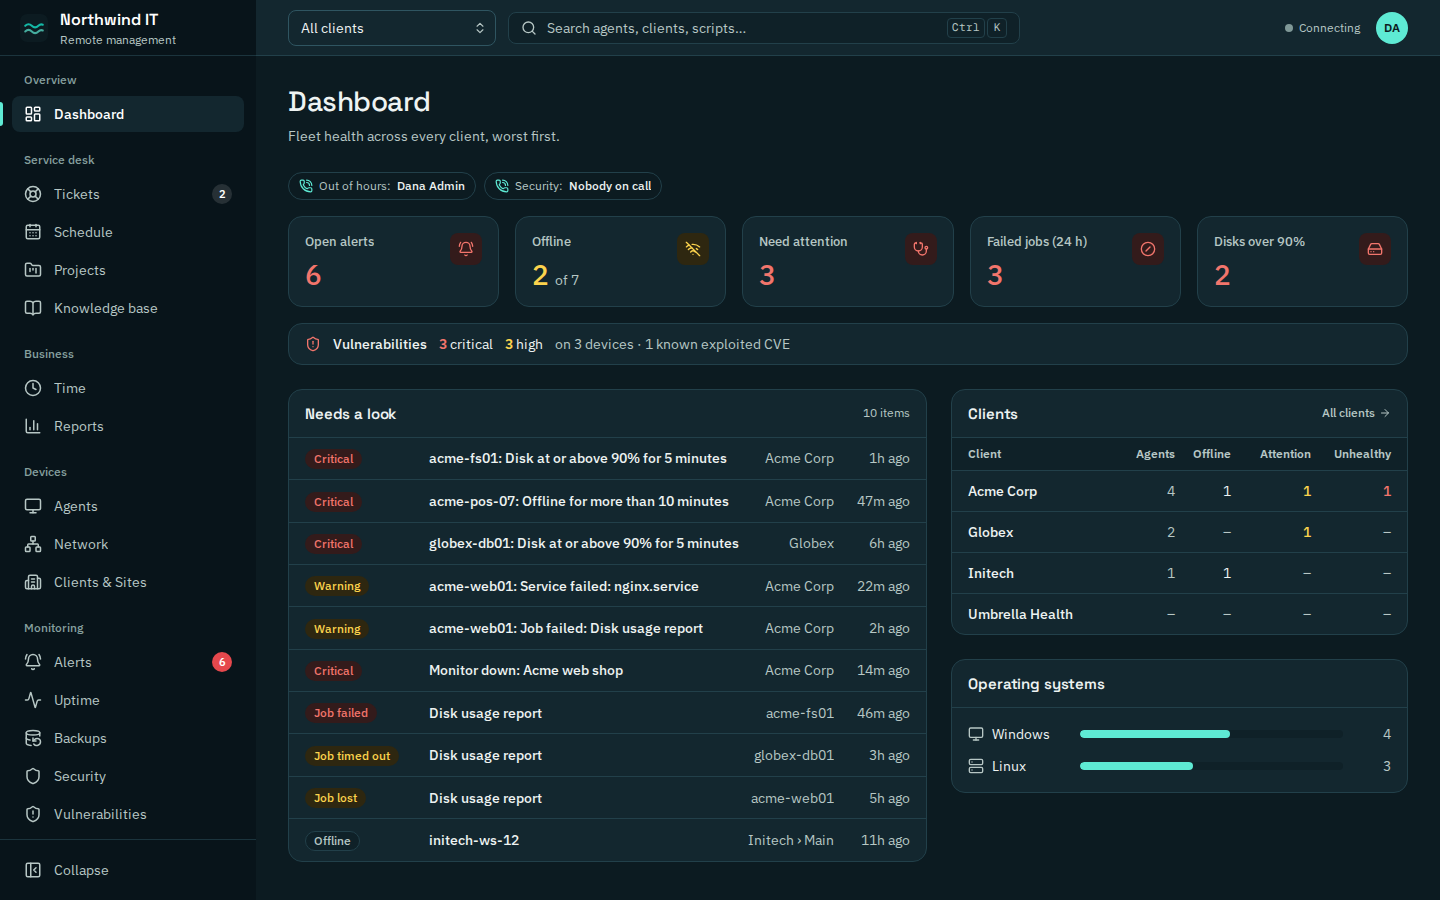 Northwind IT
Remote management
All clients
Search agents, clients, scripts...
Ctrl K
Connecting
DA
Overview
Dashboard
Service desk
Tickets 2
Schedule
Projects
Knowledge base
Business
Time
Reports
Devices
Agents
Network
Clients & Sites
Monitoring
Alerts 6
Uptime
Backups
Security
Vulnerabilities
Collapse
Dashboard
Fleet health across every client, worst first.
Out of hours: Dana Admin
Security: Nobody on call
Open alerts
6
Offline
2 of 7
Need attention
3
Failed jobs (24 h)
3
Disks over 90%
2
Vulnerabilities 3 critical 3 high on 3 devices · 1 known exploited CVE
Needs a look 10 items
Critical acme-fs01: Disk at or above 90% for 5 minutes Acme Corp 1h ago
Critical acme-pos-07: Offline for more than 10 minutes Acme Corp 47m ago
Critical globex-db01: Disk at or above 90% for 5 minutes Globex 6h ago
Warning acme-web01: Service failed: nginx.service Acme Corp 22m ago
Warning acme-web01: Job failed: Disk usage report Acme Corp 2h ago
Critical Monitor down: Acme web shop Acme Corp 14m ago
Job failed Disk usage report acme-fs01 46m ago
Job timed out Disk usage report globex-db01 3h ago
Job lost Disk usage report acme-web01 5h ago
Offline initech-ws-12 Initech › Main 11h ago
Clients All clients →
Client Agents Offline Attention Unhealthy
Acme Corp 4 1 1 1
Globex 2 – 1 –
Initech 1 1 – –
Umbrella Health – – – –
Operating systems
Windows 4
Linux 3